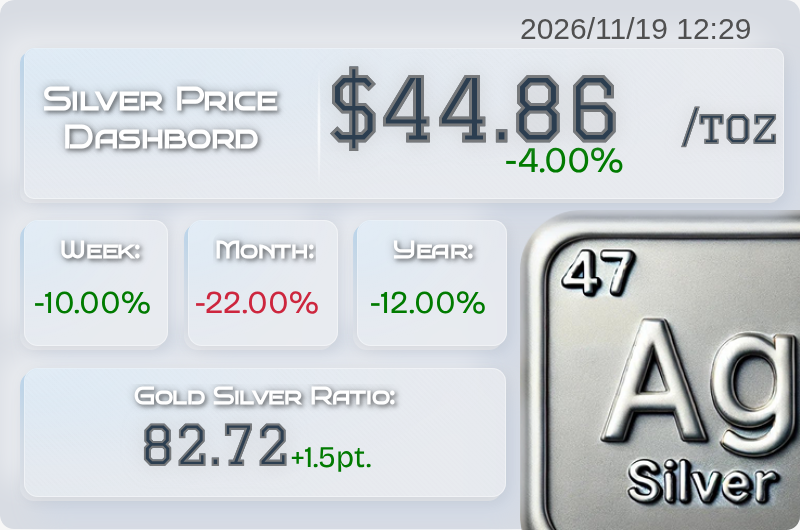 2026/11/19 12:29
Silver Price
Dashbord
$44.86
/TOZ
-4.00%
Week:
-10.00%
Month:
-22.00%
Year:
-12.00%
Gold Silver Ratio:
82.72 +1.5pt.
47
Ag
Silver